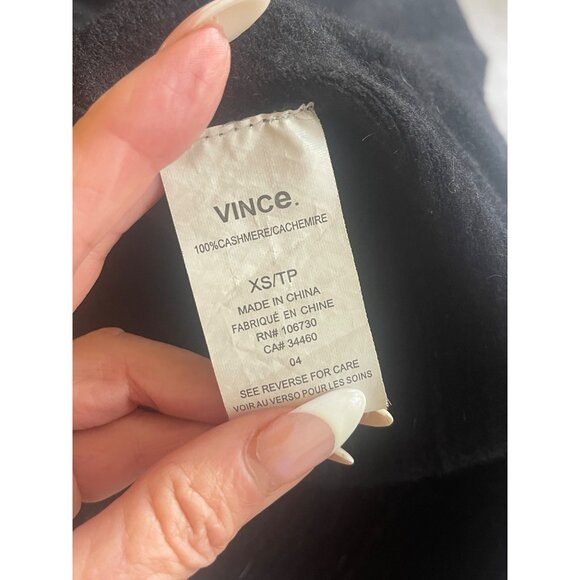 VINCe.
100%CASHMERE/CACHEMIRE
XS/TP
MADE IN CHINA
FABRIQUÉ EN CHINE
RN# 106730
CA# 34460
04
SEE REVERSE FOR CARE
VOIR AU VERSO POUR LES SOINS